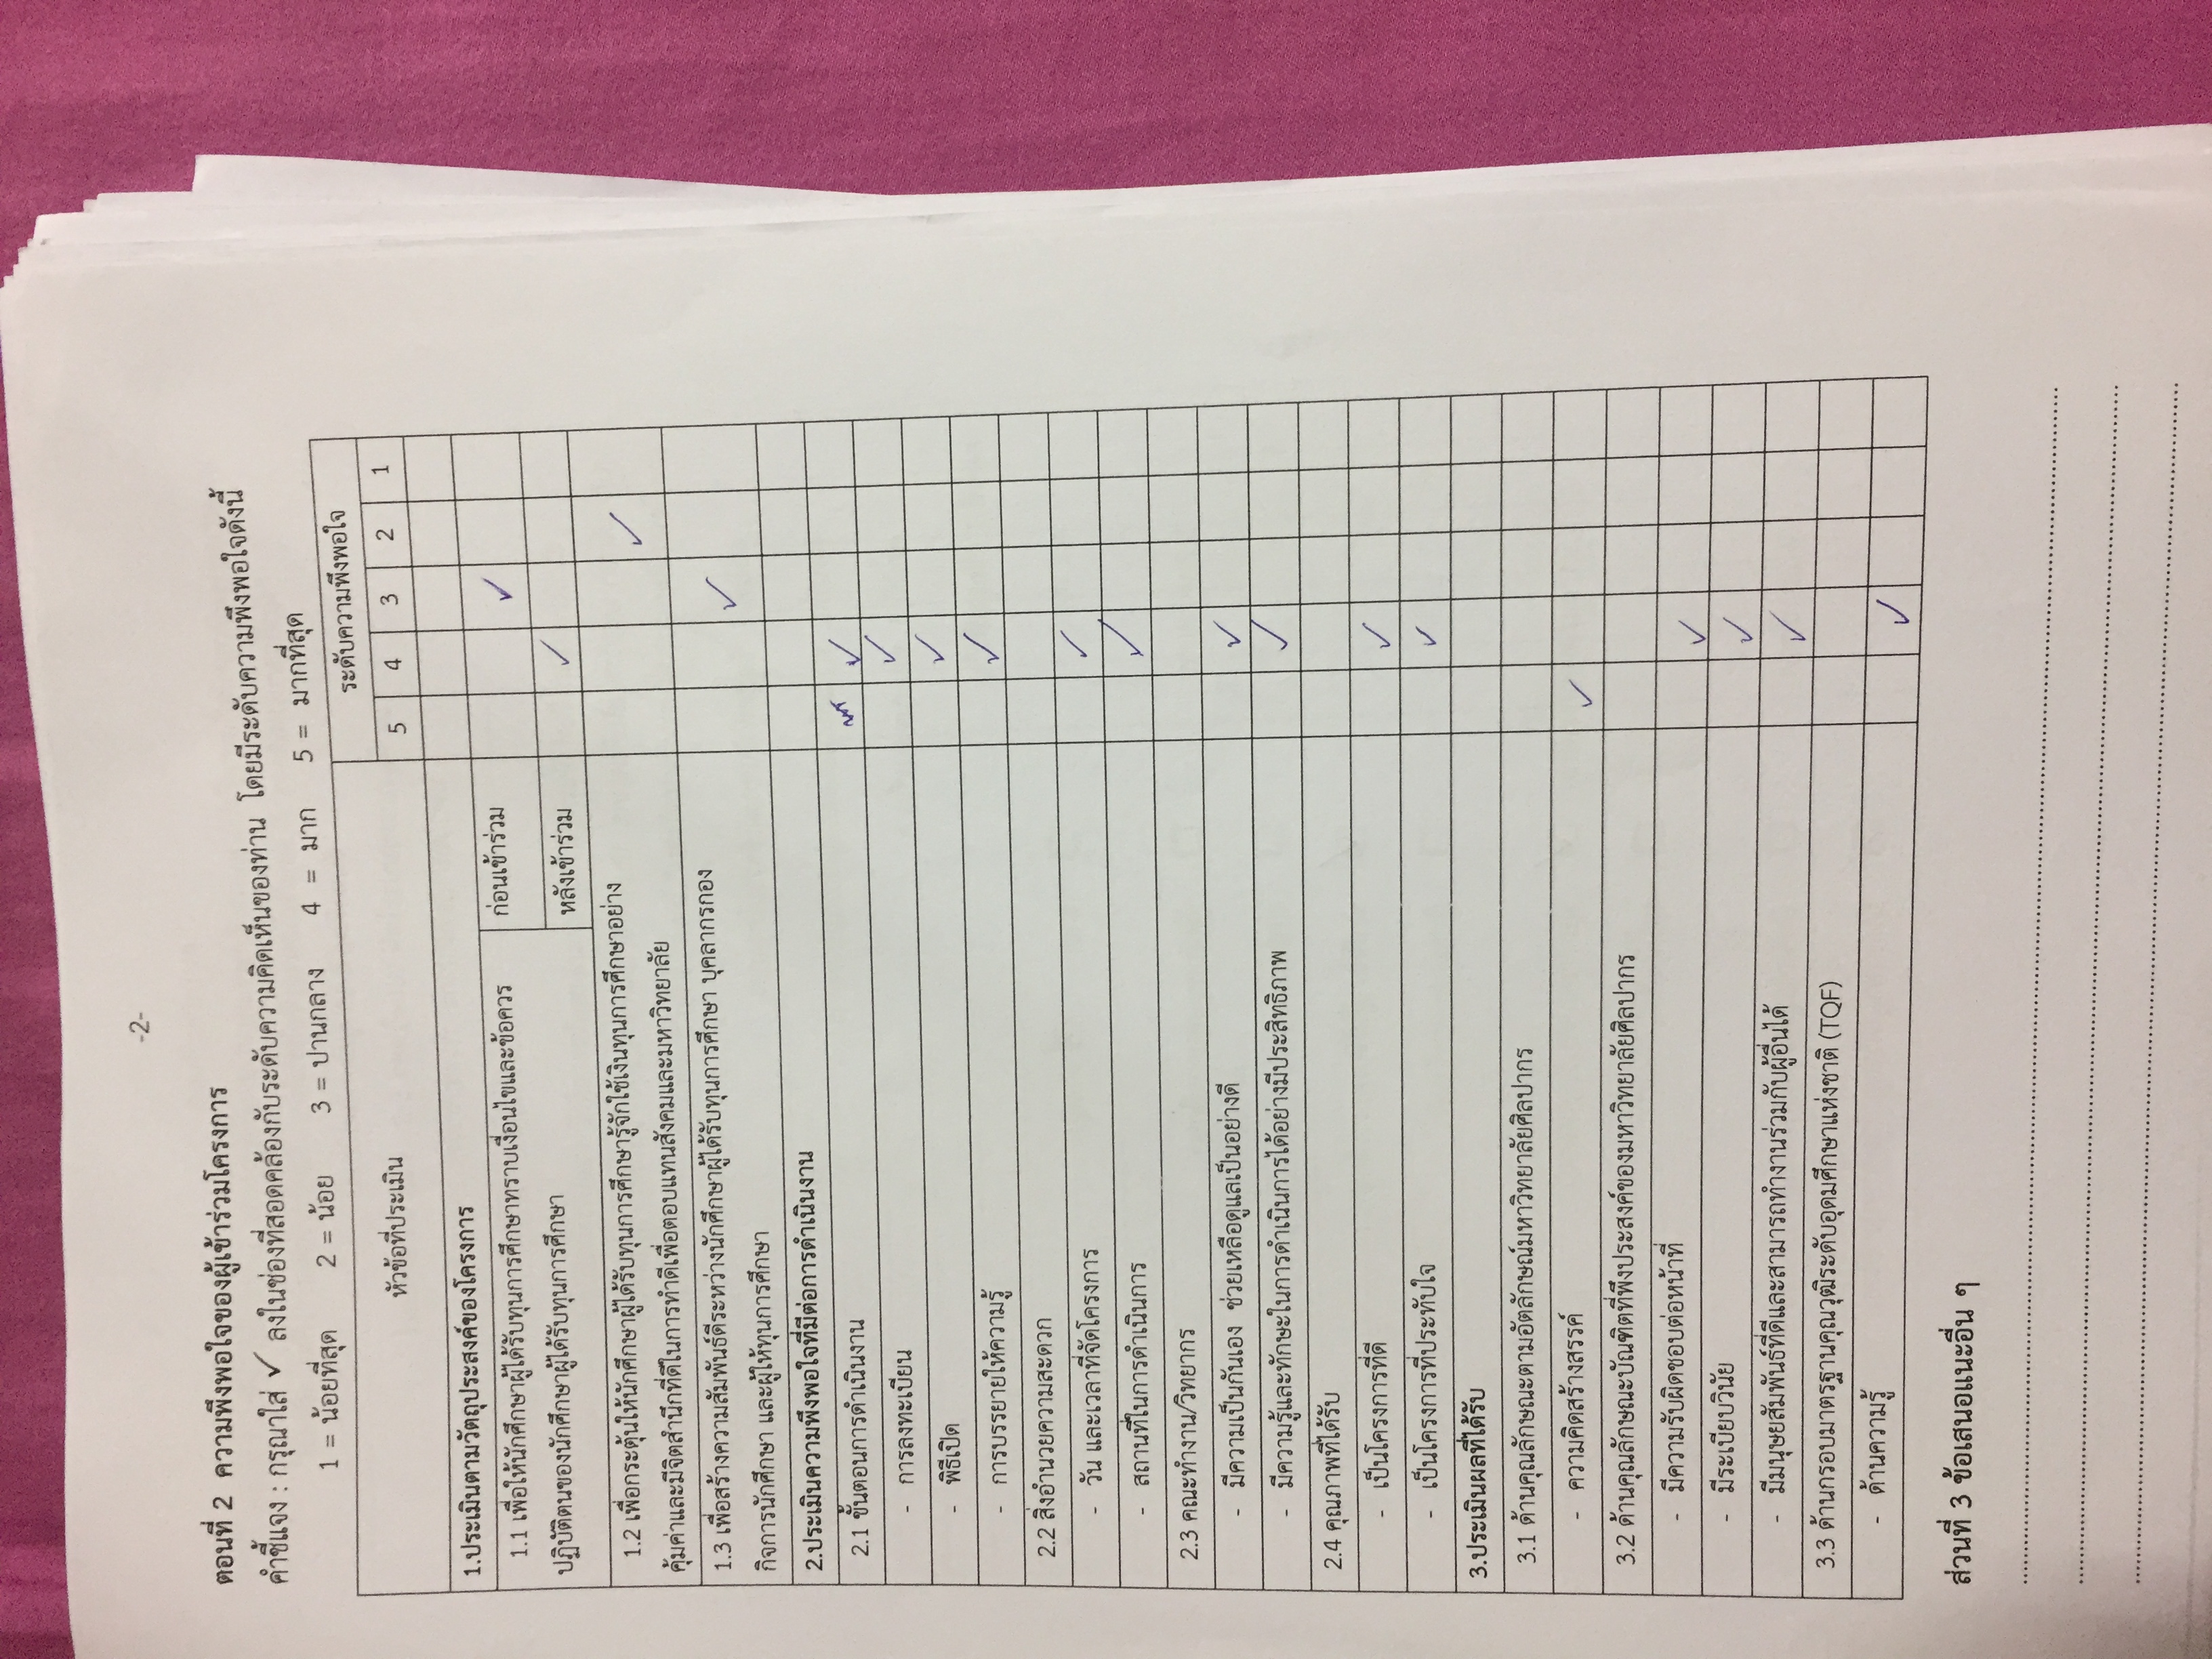 -2-
ตอนที่ 2 ความพึงพอใจของผู้เข้าร่วมโครงการ
คำชี้แจง : กรุณาใส่ ✓ ลงในช่องที่สอดคล้องกับระดับความคิดเห็นของท่าน โดยมีระดับความพึงพอใจดังนี้
1 = น้อยที่สุด 2 = น้อย 3 = ปานกลาง 4 = มาก 5 = มากที่สุด
หัวข้อที่ประเมิน ระดับความพึงพอใจ
5 4 3 2 1
1.ประเมินตามวัตถุประสงค์ของโครงการ
1.1 เพื่อให้นักศึกษาผู้ได้รับทุนการศึกษาทราบเงื่อนไขและข้อควร ก่อนเข้าร่วม ✓
ปฏิบัติตนของนักศึกษาผู้ได้รับทุนการศึกษา หลังเข้าร่วม ✓
1.2 เพื่อกระตุ้นให้นักศึกษาผู้ได้รับทุนการศึกษารู้จักใช้เงินทุนการศึกษาอย่าง ✓
คุ้มค่าและมีจิตสำนึกที่ดีในการทำดีเพื่อตอบแทนสังคมและมหาวิทยาลัย
1.3 เพื่อสร้างความสัมพันธ์ดีระหว่างนักศึกษาผู้ได้รับทุนการศึกษา บุคลากรกอง ✓
กิจการนักศึกษา และผู้ให้ทุนการศึกษา
2.ประเมินความพึงพอใจที่มีต่อการดำเนินงาน
2.1 ขั้นตอนการดำเนินงาน ✓
- การลงทะเบียน ✓
- พิธีเปิด ✓
- การบรรยายให้ความรู้ ✓
2.2 สิ่งอำนวยความสะดวก
- วัน และเวลาที่จัดโครงการ ✓
- สถานที่ในการดำเนินการ ✓
2.3 คณะทำงาน/วิทยากร
- มีความเป็นกันเอง ช่วยเหลือดูแลเป็นอย่างดี ✓
- มีความรู้และทักษะในการดำเนินการได้อย่างมีประสิทธิภาพ ✓
2.4 คุณภาพที่ได้รับ
- เป็นโครงการที่ดี ✓
- เป็นโครงการที่ประทับใจ ✓
3.ประเมินผลที่ได้รับ
3.1 ด้านคุณลักษณะตามอัตลักษณ์มหาวิทยาลัยศิลปากร
- ความคิดสร้างสรรค์ ✓
3.2 ด้านคุณลักษณะบัณฑิตที่พึงประสงค์ของมหาวิทยาลัยศิลปากร
- มีความรับผิดชอบต่อหน้าที่ ✓
- มีระเบียบวินัย ✓
- มีมนุษยสัมพันธ์ที่ดีและสามารถทำงานร่วมกับผู้อื่นได้ ✓
3.3 ด้านกรอบมาตรฐานคุณวุฒิระดับอุดมศึกษาแห่งชาติ (TQF)
- ด้านความรู้ ✓
ส่วนที่ 3 ข้อเสนอแนะอื่น ๆ